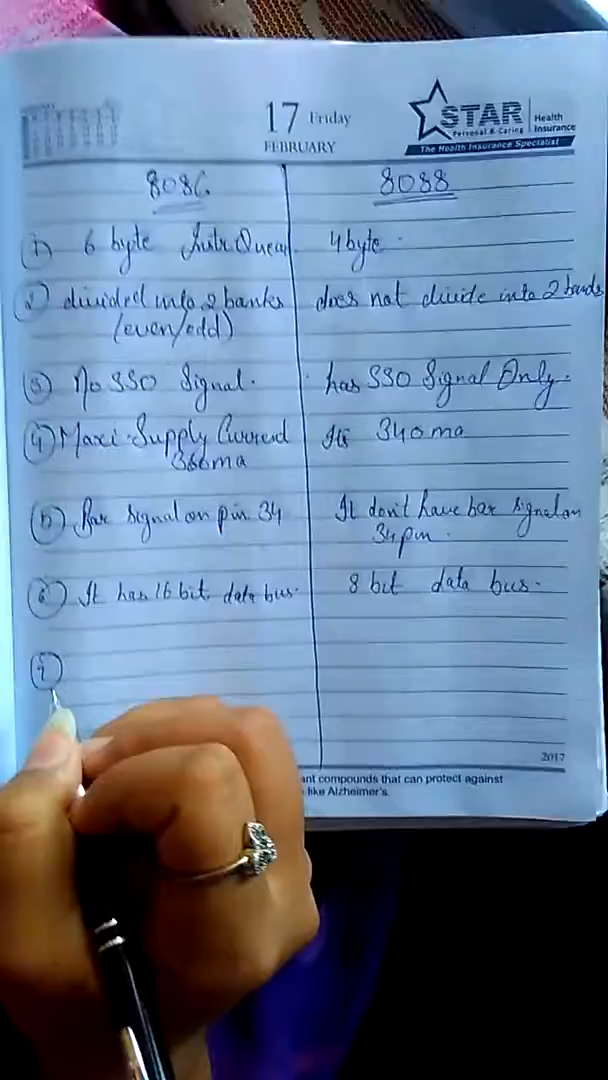 17 Friday
FEBRUARY
STAR Health Insurance
Personal & Caring
The Health Insurance Specialist
8086. 8088
(1) 6 byte Instr Queue 4 byte.
(2) divided into 2 banks does not divide into 2 banks
(even/odd)
(3) No SSO Signal. has SSO Signal Only.
(4) Maxi. Supply Current Its 340ma
360ma
(5) Bar signal on pin 34 It don't have bar signal on
34 pin.
(6) It has 16 bit data bus. 8 bit data bus.
(7)
2017
ant compounds that can protect against
like Alzheimer's.